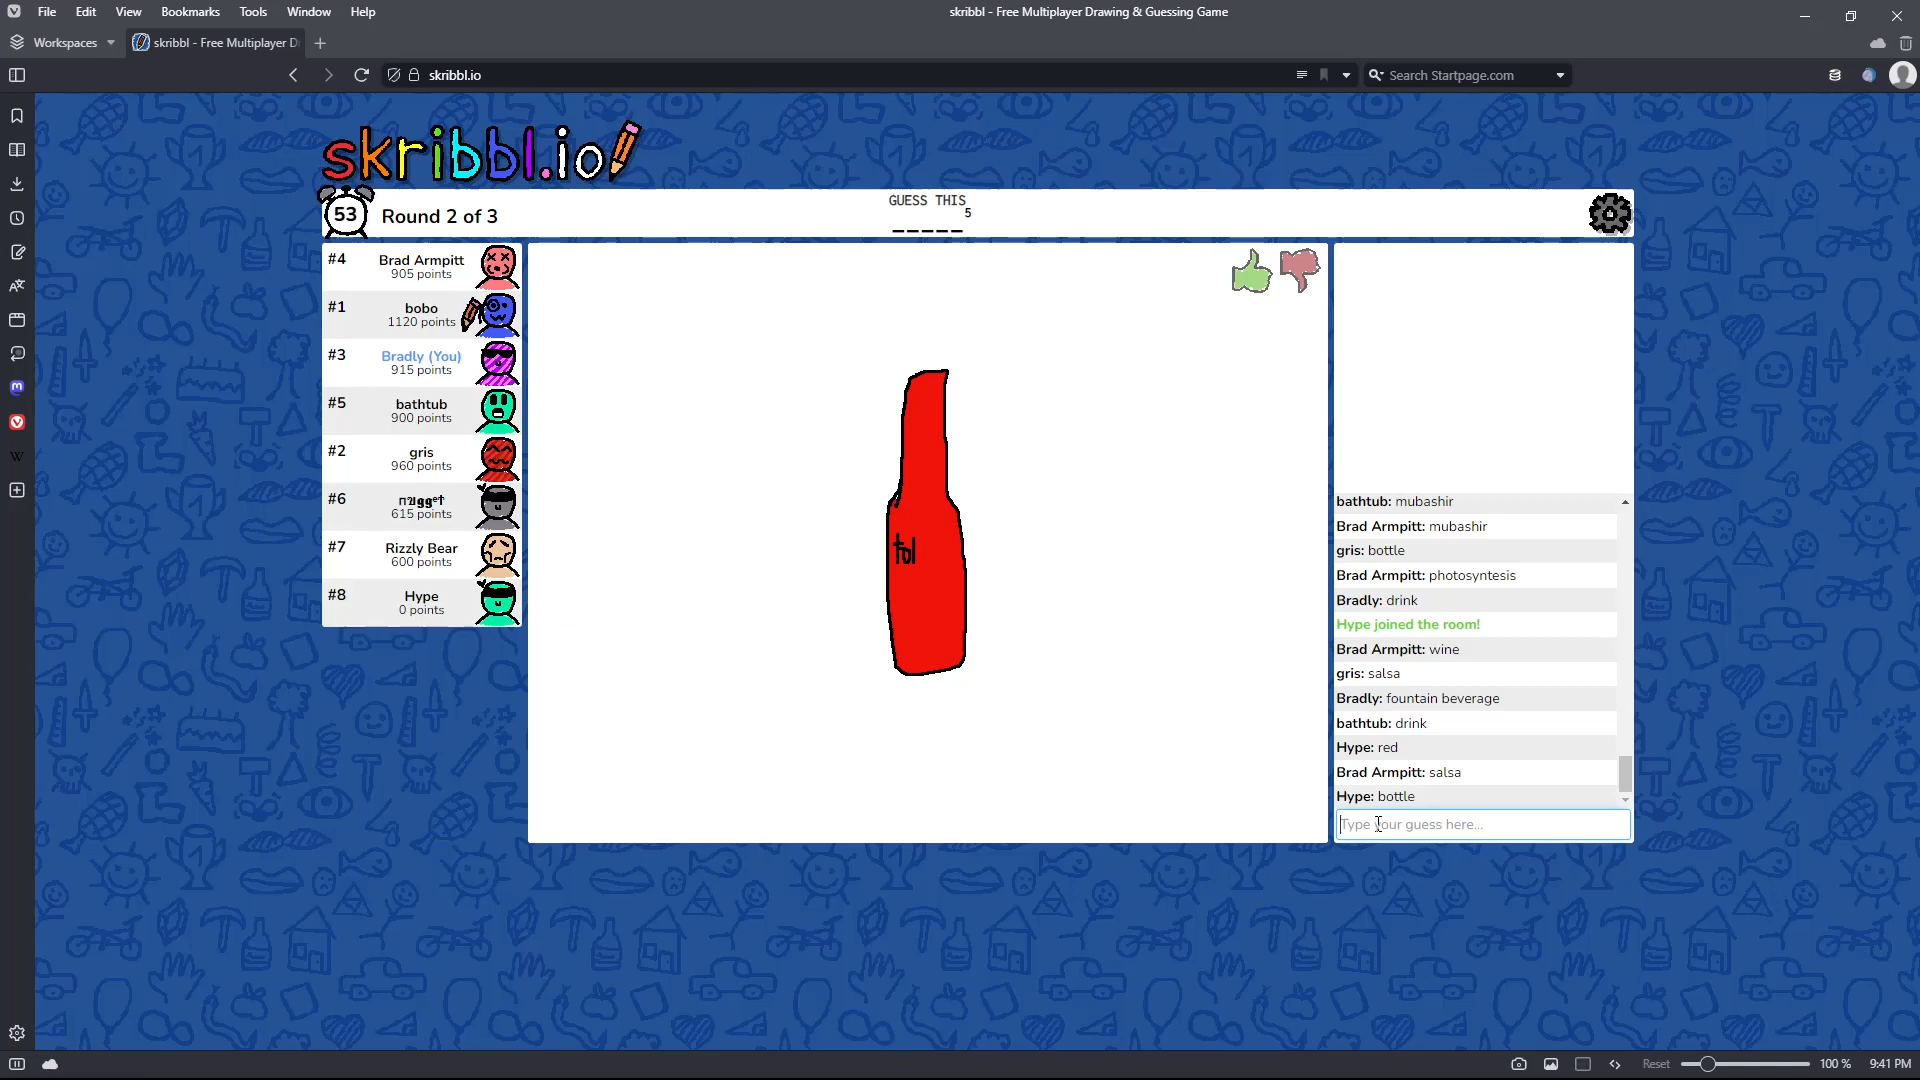 File Edit View Bookmarks Tools Window Help
skribbl - Free Multiplayer Drawing & Guessing Game
Workspaces
skribbl - Free Multiplayer D
skribbl.io
Search Startpage.com
skribbl.io
53
Round 2 of 3
GUESS THIS
5
_____
#4 Brad Armpitt
905 points
#1 bobo
1120 points
#3 Bradly (You)
915 points
#5 bathtub
900 points
#2 gris
960 points
#6
615 points
#7 Rizzly Bear
600 points
#8 Hype
0 points
bathtub: mubashir
Brad Armpitt: mubashir
gris: bottle
Brad Armpitt: photosyntesis
Bradly: drink
Hype joined the room!
Brad Armpitt: wine
gris: salsa
Bradly: fountain beverage
bathtub: drink
Hype: red
Brad Armpitt: salsa
Hype: bottle
Type your guess here...
W
Reset
100 %
9:41 PM